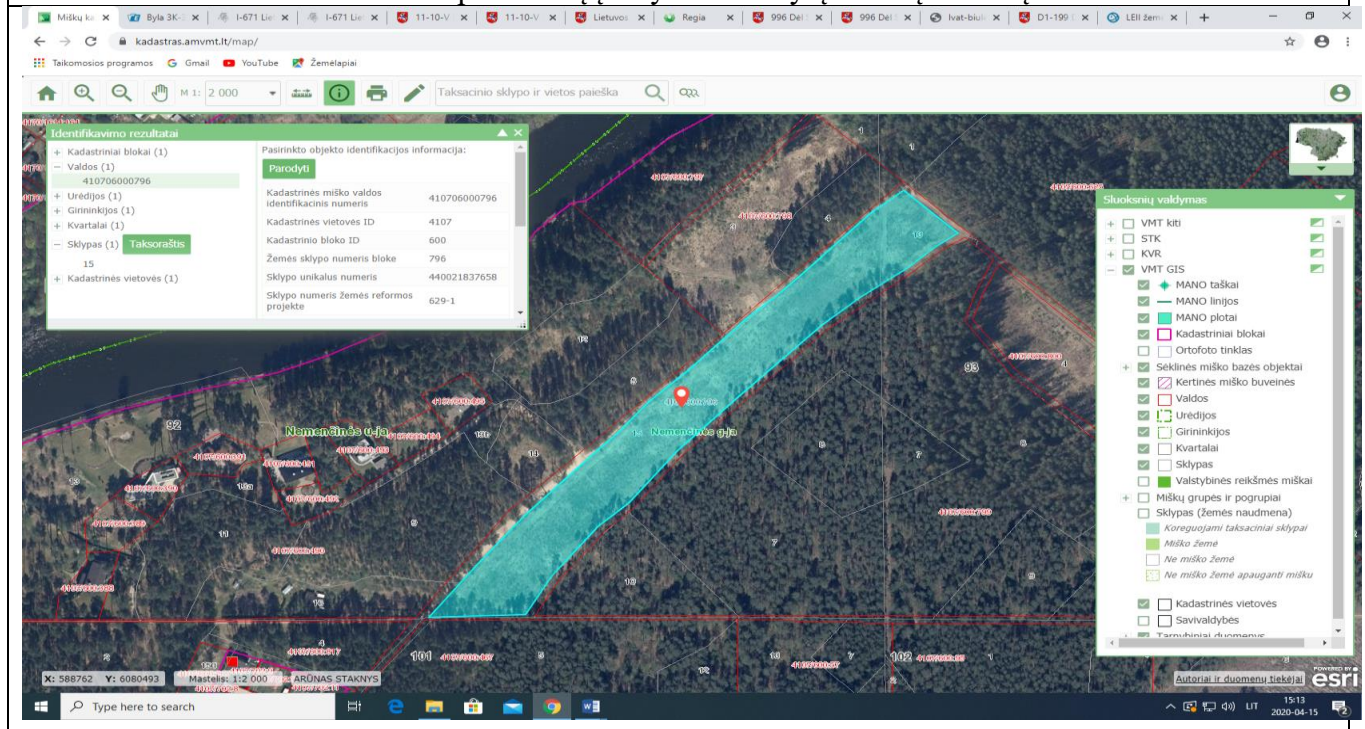 Miškų ka
Byla 3K-
I-671 Lie
I-671 Lie
11-10-V
11-10-V
Lietuvos
Regia
996 Dėl
996 Dėl
lvat-biul
D1-199
LEII žem
kadastras.amvmt.lt/map/
Taikomosios programos
Gmail
YouTube
Žemėlapiai
M 1:
2 000
Taksacinio sklypo ir vietos paieška
Identifikavimo rezultatai
Kadastriniai blokai (1)
Valdos (1)
410706000796
Urėdijos (1)
Girininkijos (1)
Kvartalai (1)
Sklypas (1) Taksoraštis
15
Kadastrinės vietovės (1)
Pasirinkto objekto identifikacijos informacija:
Parodyti
Kadastrinės miško valdos identifikacinis numeris 410706000796
Kadastrinės vietovės ID 4107
Kadastrinio bloko ID 600
Žemės sklypo numeris bloke 796
Sklypo unikalus numeris 440021837658
Sklypo numeris žemės reformos projekte 629-1
Sluoksnių valdymas
VMT kiti
STK
KVR
VMT GIS
MANO taškai
MANO linijos
MANO plotai
Kadastriniai blokai
Ortofoto tinklas
Sėklinės miško bazės objektai
Kertinės miško buveinės
Valdos
Urėdijos
Girininkijos
Kvartalai
Sklypas
Valstybinės reikšmės miškai
Miškų grupės ir pogrupiai
Sklypas (žemės naudmena)
Koreguojami taksaciniai sklypai
Miško žemė
Ne miško žemė
Ne miško žemė apauganti mišku
Kadastrinės vietovės
Savivaldybės
Tarnybiniai duomenys
92
93
Nemenčinės u-ja
Nemenčinės g-ja
101
102
X: 588762 Y: 6080493
Mastelis: 1:2 000
ARŪNAS STAKNYS
Autoriai ir duomenų tiekėjai
POWERED BY
esri
Type here to search
LIT
15:13
2020-04-15